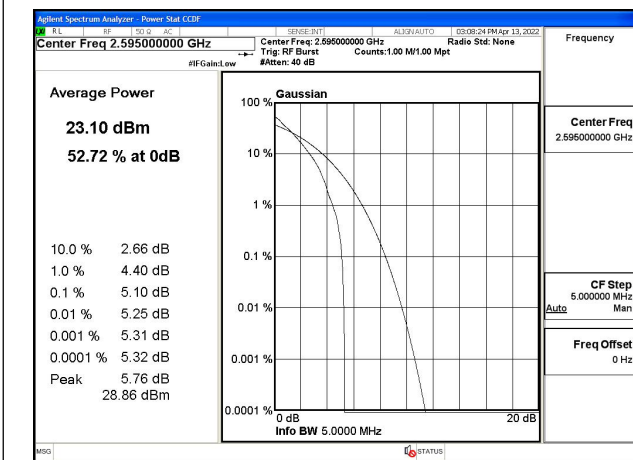 Agilent Spectrum Analyzer - Power Stat CCDF
RL RF 50 Ω AC SENSE:INT ALIGN AUTO 03:08:24 PM Apr 13, 2022
Center Freq 2.595000000 GHz
Center Freq: 2.595000000 GHz Radio Std: None
Trig: RF Burst Counts:1.00 M/1.00 Mpt
#IFGain:Low #Atten: 40 dB
Average Power
23.10 dBm
52.72 % at 0dB
10.0 % 2.66 dB
1.0 % 4.40 dB
0.1 % 5.10 dB
0.01 % 5.25 dB
0.001 % 5.31 dB
0.0001 % 5.32 dB
Peak 5.76 dB
28.86 dBm
Gaussian
100 %
10 %
1 %
0.1 %
0.01 %
0.001 %
0.0001 %
0 dB 20 dB
Info BW 5.0000 MHz
Frequency
Center Freq
2.595000000 GHz
CF Step
5.000000 MHz
Auto Man
Freq Offset
0 Hz
MSG STATUS